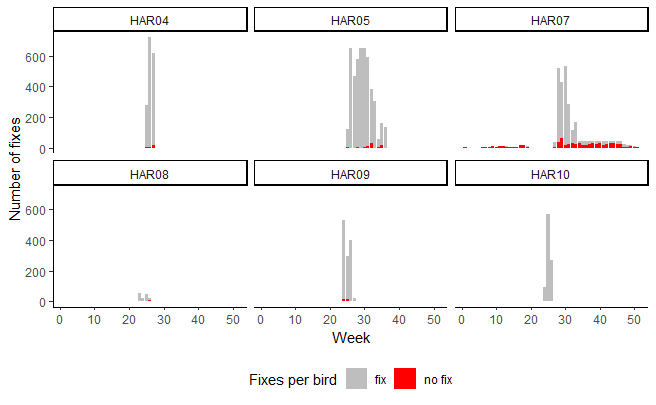 HAR04 HAR05 HAR07
600
400
200
0
HAR08 HAR09 HAR10
600
400
200
0
0 10 20 30 40 50 0 10 20 30 40 50 0 10 20 30 40 50
Number of fixes
Week
Fixes per bird fix no fix